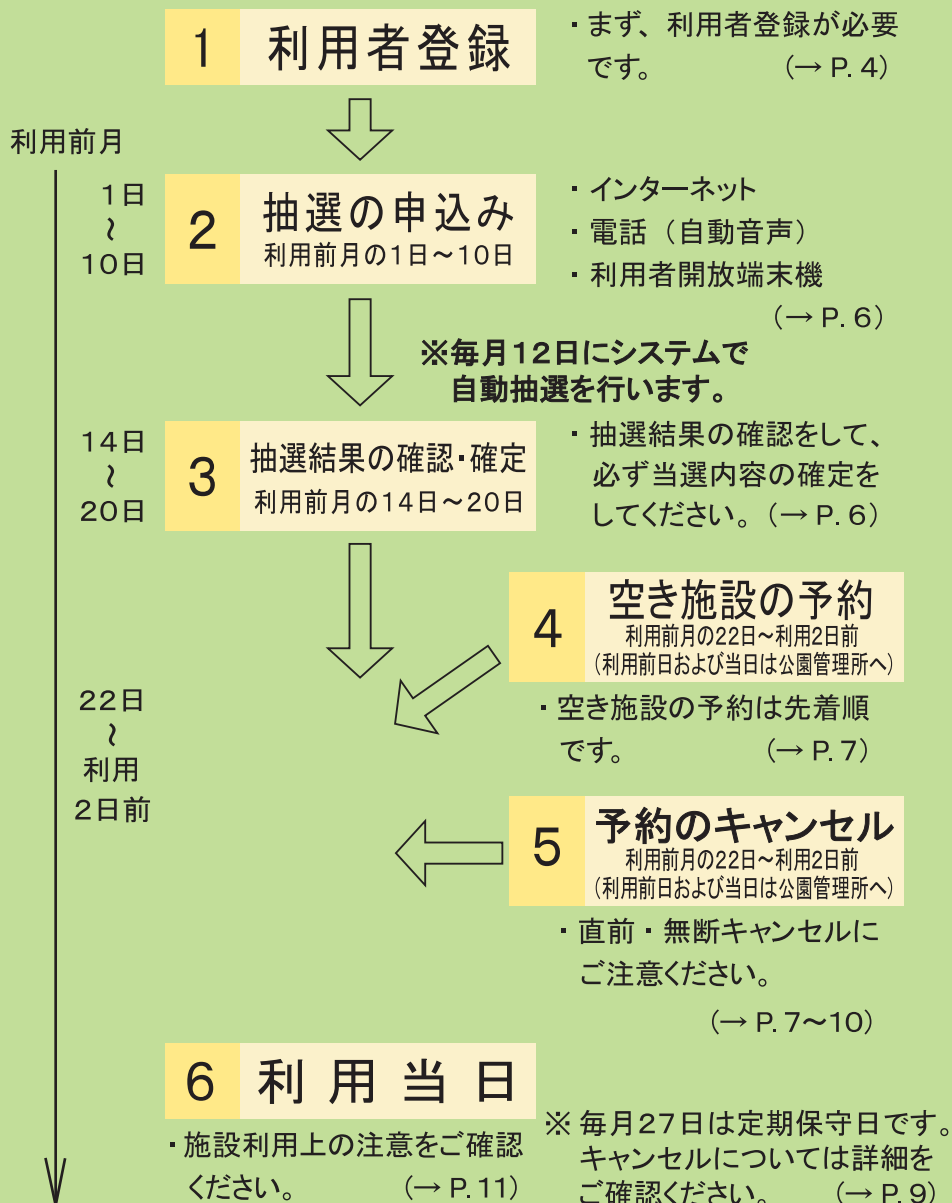 1 利用者登録
・まず、利用者登録が必要
です。 (→ P. 4)
利用前月
1日
~
10日
2 抽選の申込み
利用前月の1日~10日
・インターネット
・電話（自動音声）
・利用者開放端末機
(→ P. 6)
※毎月12日にシステムで
自動抽選を行います。
14日
~
20日
3 抽選結果の確認・確定
利用前月の14日~20日
・抽選結果の確認をして、
必ず当選内容の確定を
してください。(→ P. 6)
4 空き施設の予約
利用前月の22日~利用2日前
(利用前日および当日は公園管理所へ)
・空き施設の予約は先着順
です。 (→ P. 7)
22日
~
利用
2日前
5 予約のキャンセル
利用前月の22日~利用2日前
(利用前日および当日は公園管理所へ)
・直前・無断キャンセルに
ご注意ください。
(→ P. 7~10)
6 利用当日
・施設利用上の注意をご確認
ください。 (→ P. 11)
※ 毎月27日は定期保守日です。
キャンセルについては詳細を
ご確認ください。 (→ P. 9)